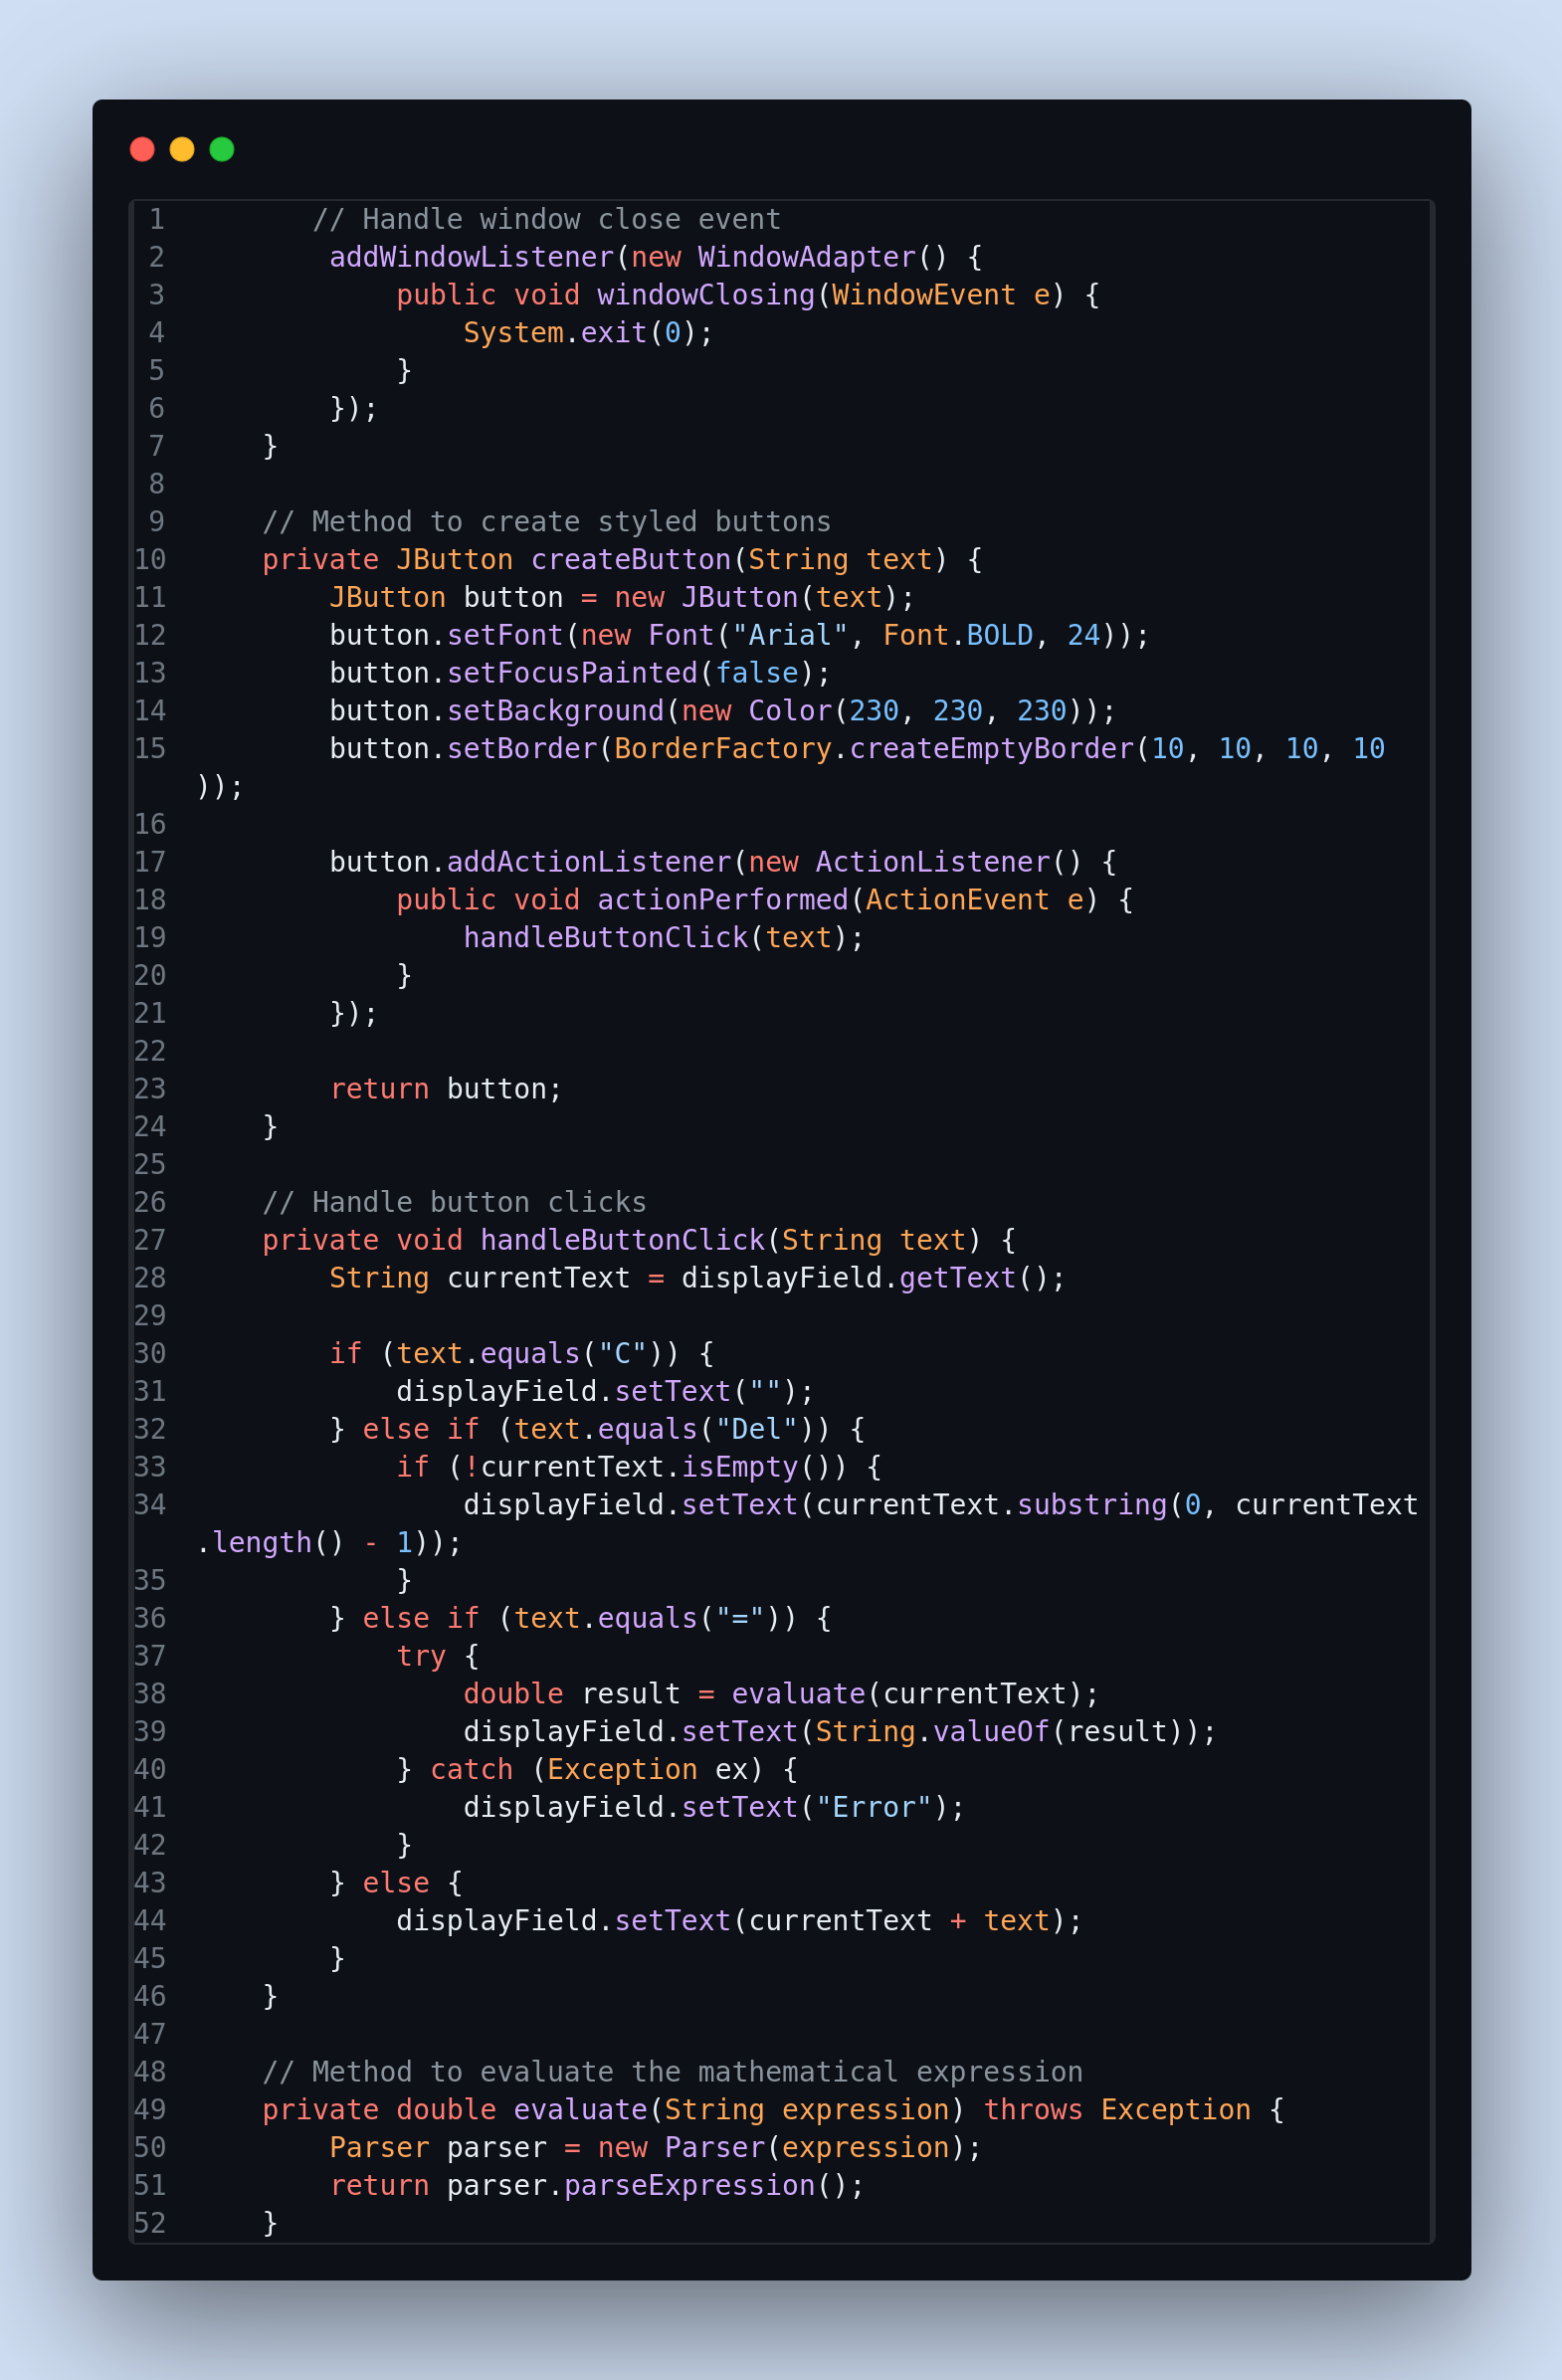 1         // Handle window close event
2          addWindowListener(new WindowAdapter() {
3              public void windowClosing(WindowEvent e) {
4                  System.exit(0);
5              }
6          });
7      }
8
9      // Method to create styled buttons
10     private JButton createButton(String text) {
11         JButton button = new JButton(text);
12         button.setFont(new Font("Arial", Font.BOLD, 24));
13         button.setFocusPainted(false);
14         button.setBackground(new Color(230, 230, 230));
15         button.setBorder(BorderFactory.createEmptyBorder(10, 10, 10, 10
));
16
17         button.addActionListener(new ActionListener() {
18             public void actionPerformed(ActionEvent e) {
19                 handleButtonClick(text);
20             }
21         });
22
23         return button;
24     }
25
26     // Handle button clicks
27     private void handleButtonClick(String text) {
28         String currentText = displayField.getText();
29
30         if (text.equals("C")) {
31             displayField.setText("");
32         } else if (text.equals("Del")) {
33             if (!currentText.isEmpty()) {
34                 displayField.setText(currentText.substring(0, currentText
.length() - 1));
35             }
36         } else if (text.equals("=")) {
37             try {
38                 double result = evaluate(currentText);
39                 displayField.setText(String.valueOf(result));
40             } catch (Exception ex) {
41                 displayField.setText("Error");
42             }
43         } else {
44             displayField.setText(currentText + text);
45         }
46     }
47
48     // Method to evaluate the mathematical expression
49     private double evaluate(String expression) throws Exception {
50         Parser parser = new Parser(expression);
51         return parser.parseExpression();
52     }